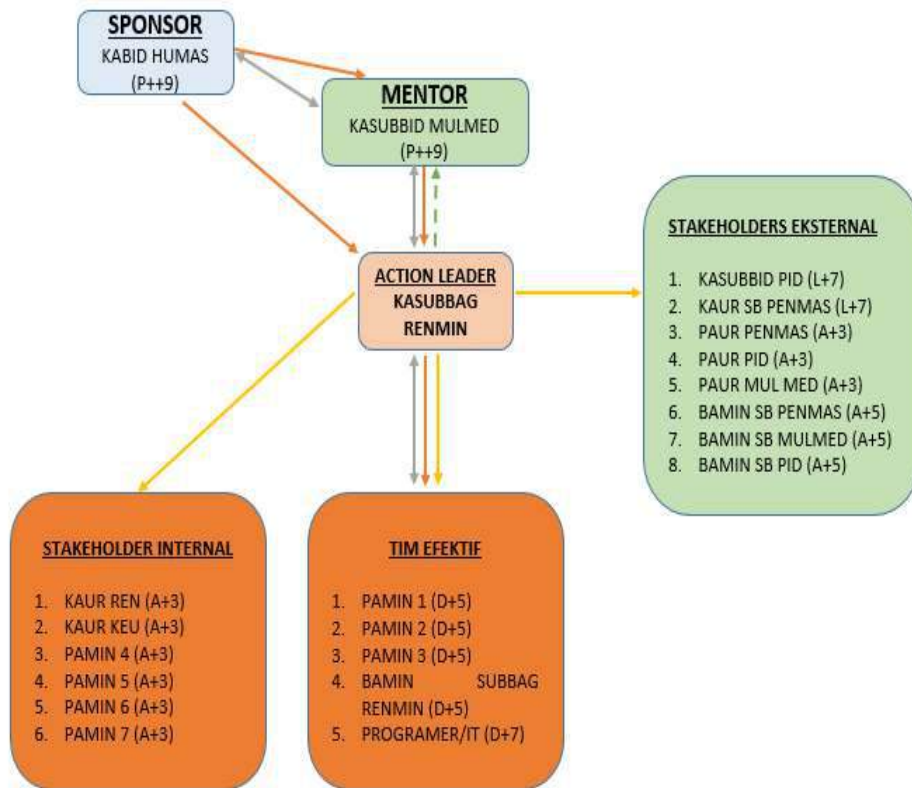 SPONSOR
KABID HUMAS
(P++9)
MENTOR
KASUBBID MULMED
(P++9)
ACTION LEADER
KASUBBAG
RENMIN
STAKEHOLDERS EKSTERNAL
1. KASUBBID PID (L+7)
2. KAUR SB PENMAS (L+7)
3. PAUR PENMAS (A+3)
4. PAUR PID (A+3)
5. PAUR MUL MED (A+3)
6. BAMIN SB PENMAS (A+5)
7. BAMIN SB MULMED (A+5)
8. BAMIN SB PID (A+5)
STAKEHOLDER INTERNAL
1. KAUR REN (A+3)
2. KAUR KEU (A+3)
3. PAMIN 4 (A+3)
4. PAMIN 5 (A+3)
5. PAMIN 6 (A+3)
6. PAMIN 7 (A+3)
TIM EFEKTIF
1. PAMIN 1 (D+5)
2. PAMIN 2 (D+5)
3. PAMIN 3 (D+5)
4. BAMIN SUBBAG
RENMIN (D+5)
5. PROGRAMER/IT (D+7)